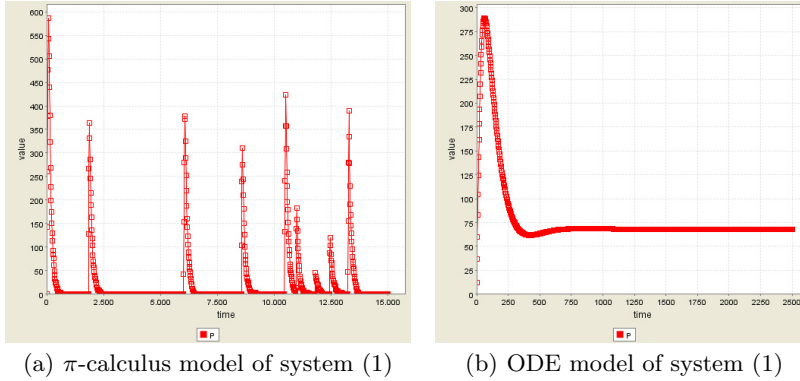 600
550
500
450
400
350
300
250
200
150
100
50
0
value
0 2.500 5.000 7.500 10.000 12.500 15.000
time
P
(a) π-calculus model of system (1)
300
275
250
225
200
175
150
125
100
75
50
25
0
value
0 250 500 750 1000 1250 1500 1750 2000 2250 2500
time
P
(b) ODE model of system (1)